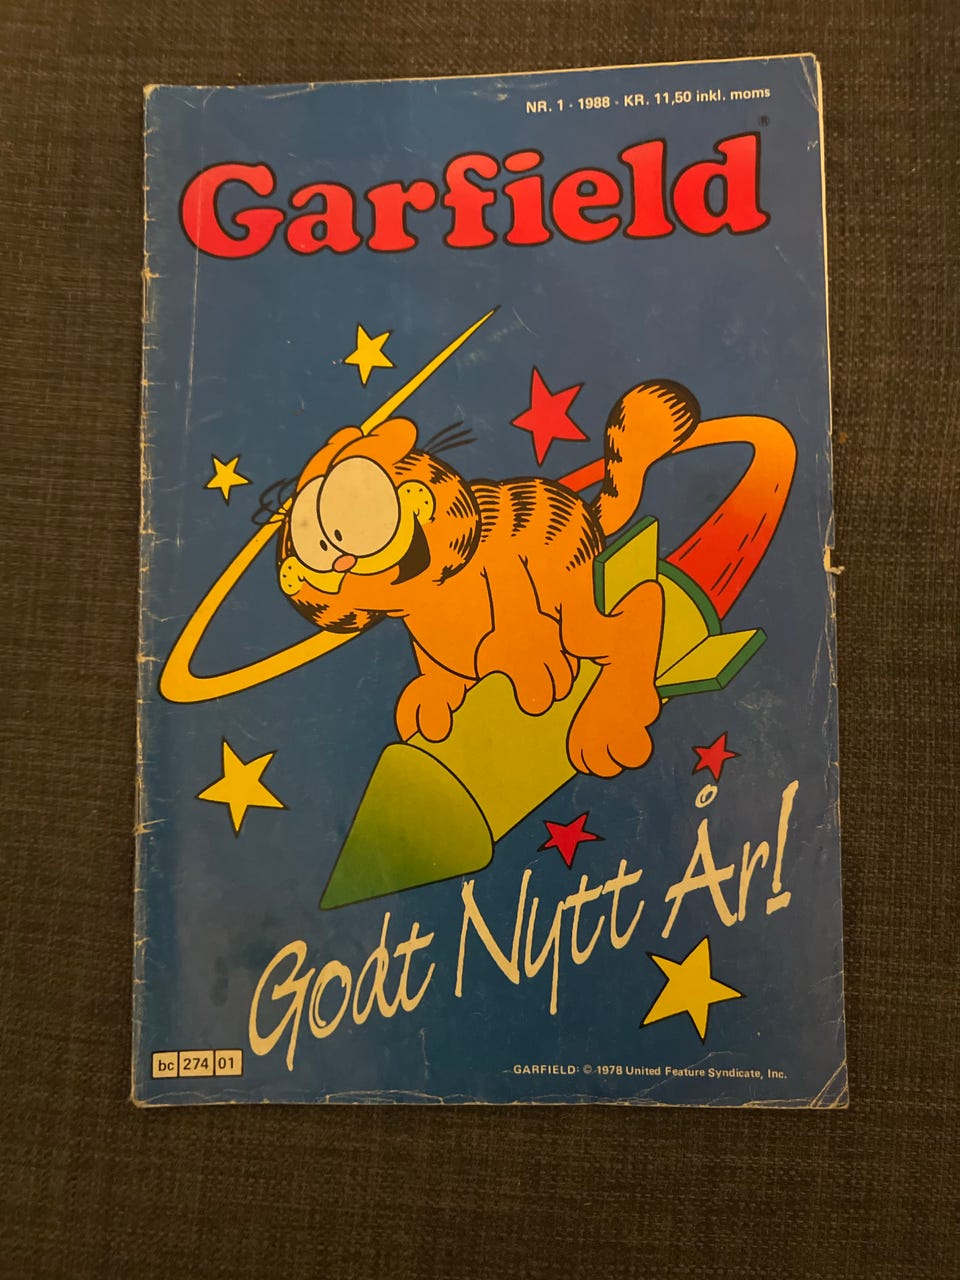 NR. 1 · 1988 · KR. 11,50 inkl. moms
Garfield®
Godt Nytt År!
bc 274 01
GARFIELD: © 1978 United Feature Syndicate, Inc.